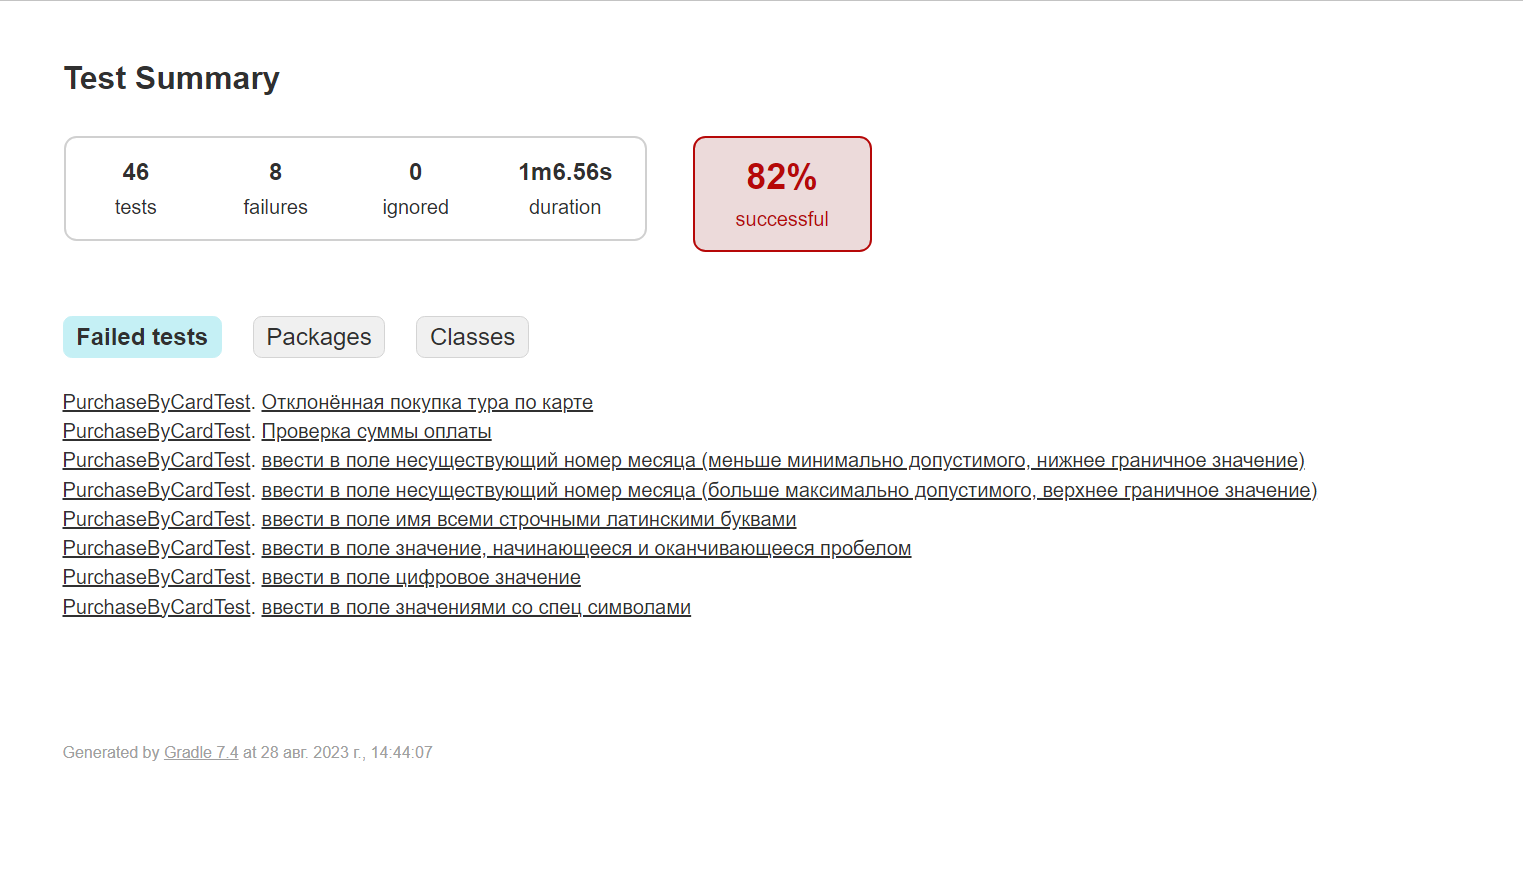 Test Summary
46 8 0 1m6.56s
tests failures ignored duration
82%
successful
Failed tests Packages Classes
PurchaseByCardTest. Отклонённая покупка тура по карте
PurchaseByCardTest. Проверка суммы оплаты
PurchaseByCardTest. ввести в поле несуществующий номер месяца (меньше минимально допустимого, нижнее граничное значение)
PurchaseByCardTest. ввести в поле несуществующий номер месяца (больше максимально допустимого, верхнее граничное значение)
PurchaseByCardTest. ввести в поле имя всеми строчными латинскими буквами
PurchaseByCardTest. ввести в поле значение, начинающееся и оканчивающееся пробелом
PurchaseByCardTest. ввести в поле цифровое значение
PurchaseByCardTest. ввести в поле значениями со спец символами
Generated by Gradle 7.4 at 28 авг. 2023 г., 14:44:07